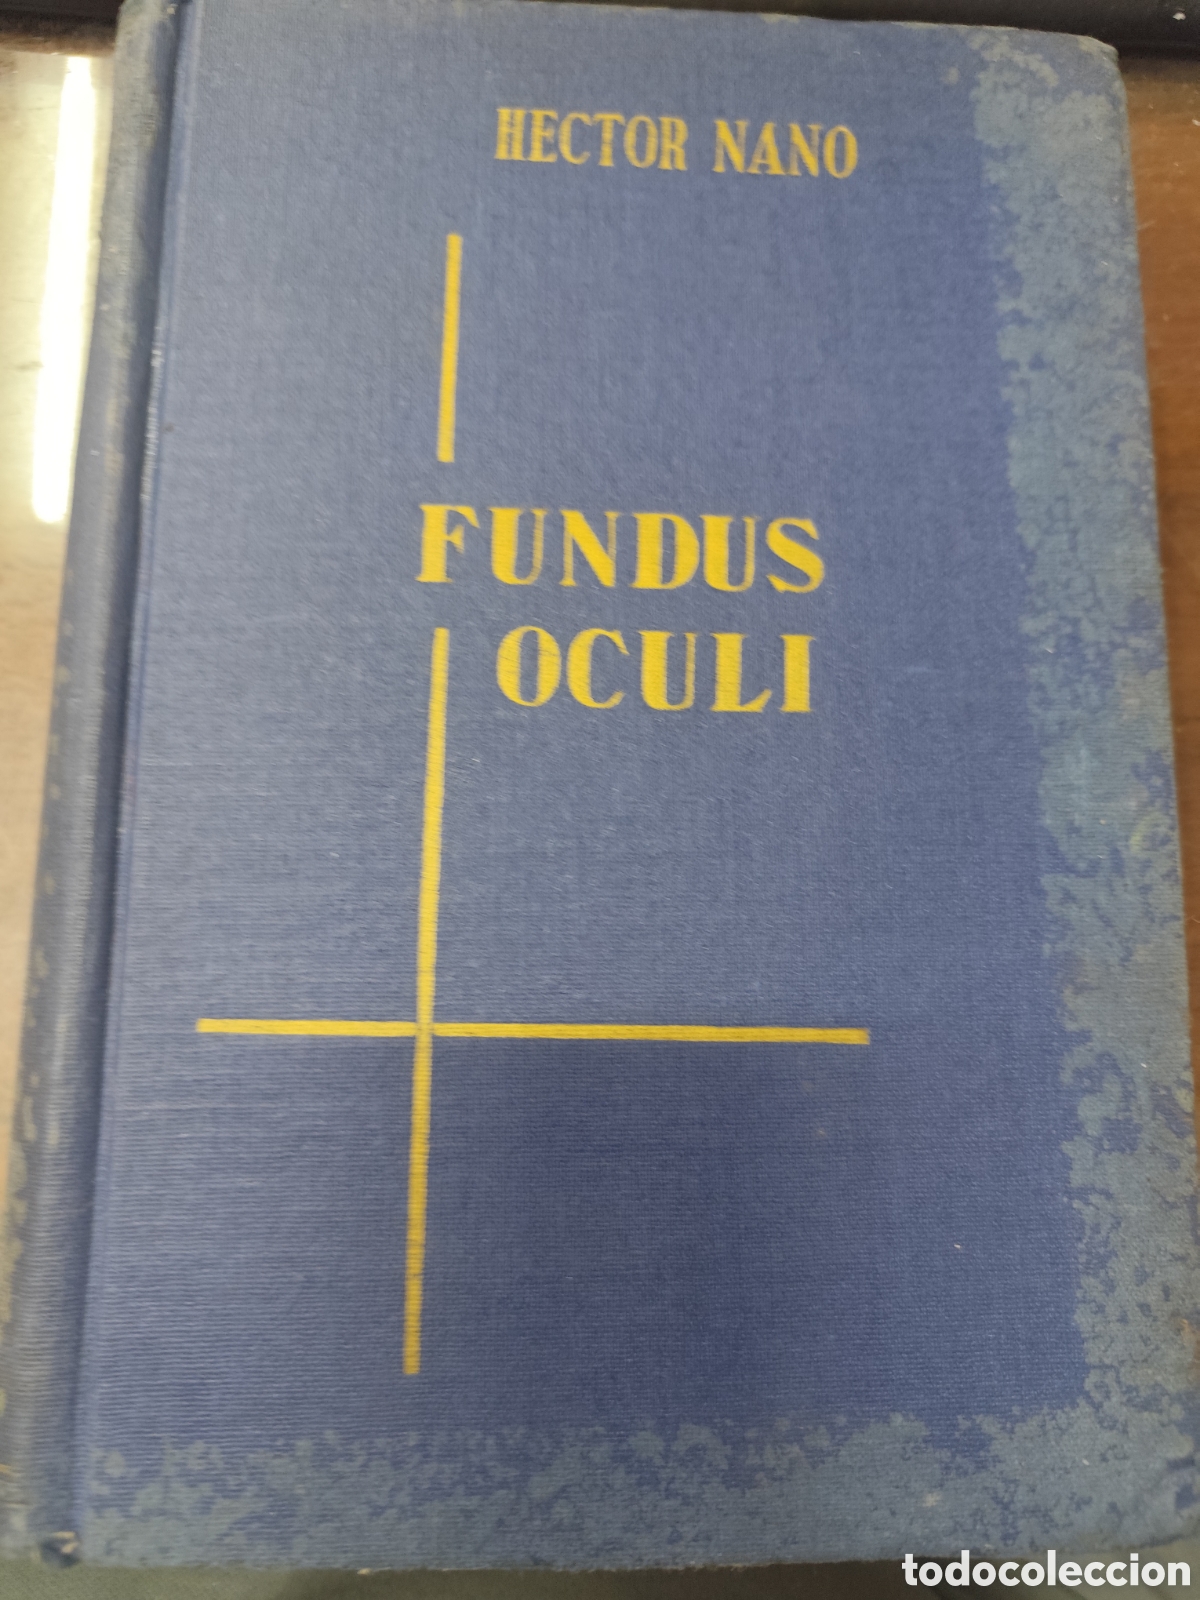 HECTOR NANO
FUNDUS
OCULI
todocoleccion